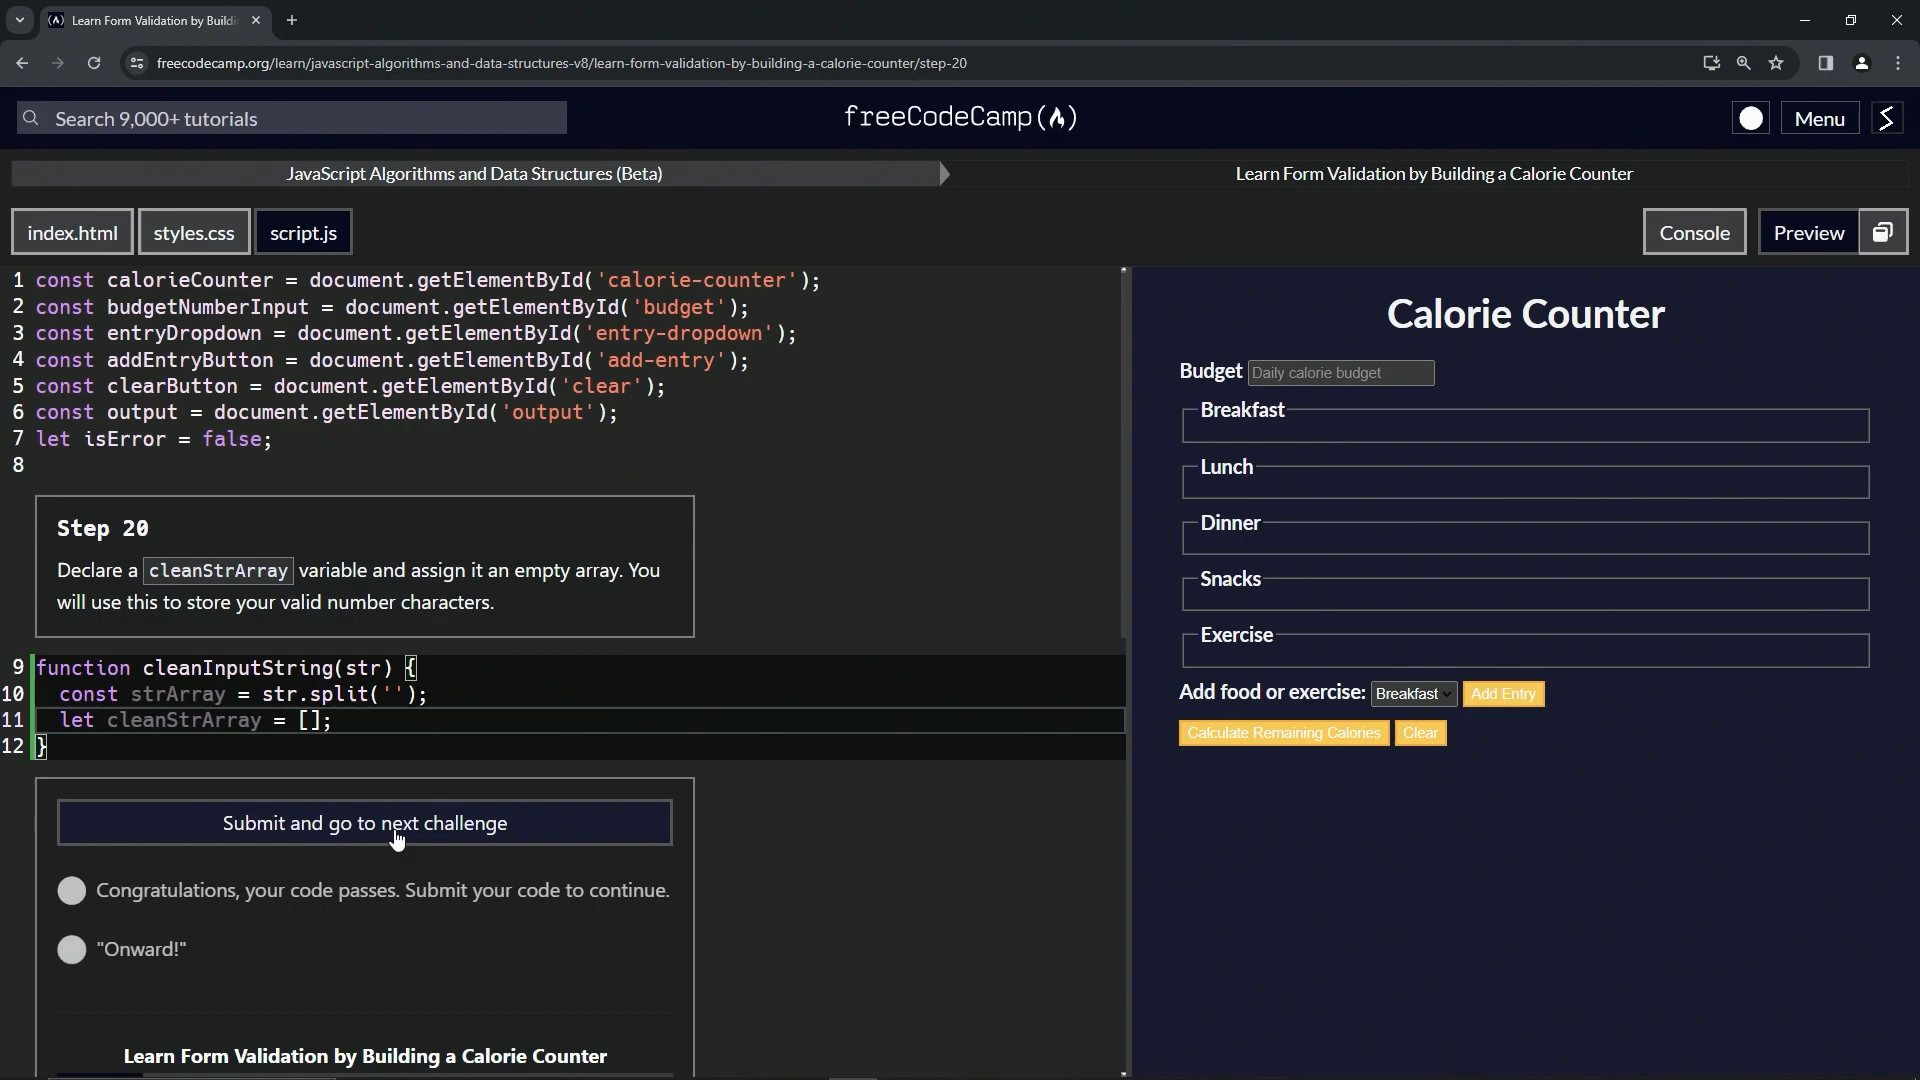 Learn Form Validation by Buildi
freecodecamp.org/learn/javascript-algorithms-and-data-structures-v8/learn-form-validation-by-building-a-calorie-counter/step-20
Search 9,000+ tutorials
freeCodeCamp
Menu
JavaScript Algorithms and Data Structures (Beta)
Learn Form Validation by Building a Calorie Counter
index.html
styles.css
script.js
Console
Preview
1 const calorieCounter = document.getElementById('calorie-counter');
2 const budgetNumberInput = document.getElementById('budget');
3 const entryDropdown = document.getElementById('entry-dropdown');
4 const addEntryButton = document.getElementById('add-entry');
5 const clearButton = document.getElementById('clear');
6 const output = document.getElementById('output');
7 let isError = false;
8
Step 20
Declare a cleanStrArray variable and assign it an empty array. You
will use this to store your valid number characters.
9 function cleanInputString(str) {
10 const strArray = str.split('');
11 let cleanStrArray = [];
12 }
Submit and go to next challenge
Congratulations, your code passes. Submit your code to continue.
"Onward!"
Learn Form Validation by Building a Calorie Counter
Calorie Counter
Budget Daily calorie budget
Breakfast
Lunch
Dinner
Snacks
Exercise
Add food or exercise: Breakfast Add Entry
Calculate Remaining Calories Clear